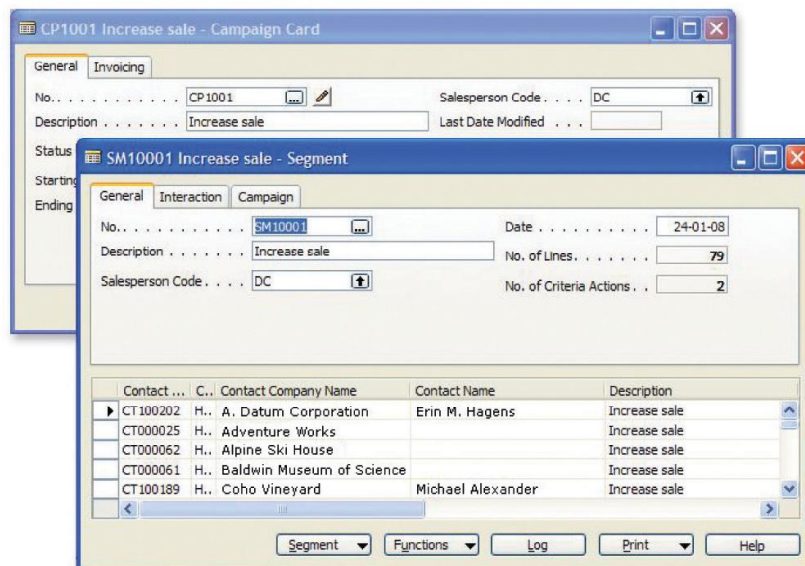 CP1001 Increase sale - Campaign Card
General Invoicing
No.. . . . . . . . . . . . CP1001 ... Salesperson Code. . . . . DC
Description . . . . . . . Increase sale Last Date Modified . . .
Status
Starting
Ending
SM10001 Increase sale - Segment
General Interaction Campaign
No.. . . . . . . . . . . . SM10001 ... Date . . . . . . . . . . 24-01-08
Description . . . . . . . Increase sale No. of Lines. . . . . . . 79
Salesperson Code. . . . DC No. of Criteria Actions. . . 2
Contact ... C.. Contact Company Name Contact Name Description
CT100202 H.. A. Datum Corporation Erin M. Hagens Increase sale
CT000025 H.. Adventure Works Increase sale
CT000062 H.. Alpine Ski House Increase sale
CT000061 H.. Baldwin Museum of Science Increase sale
CT100189 H.. Coho Vineyard Michael Alexander Increase sale
Segment Functions Log Print Help